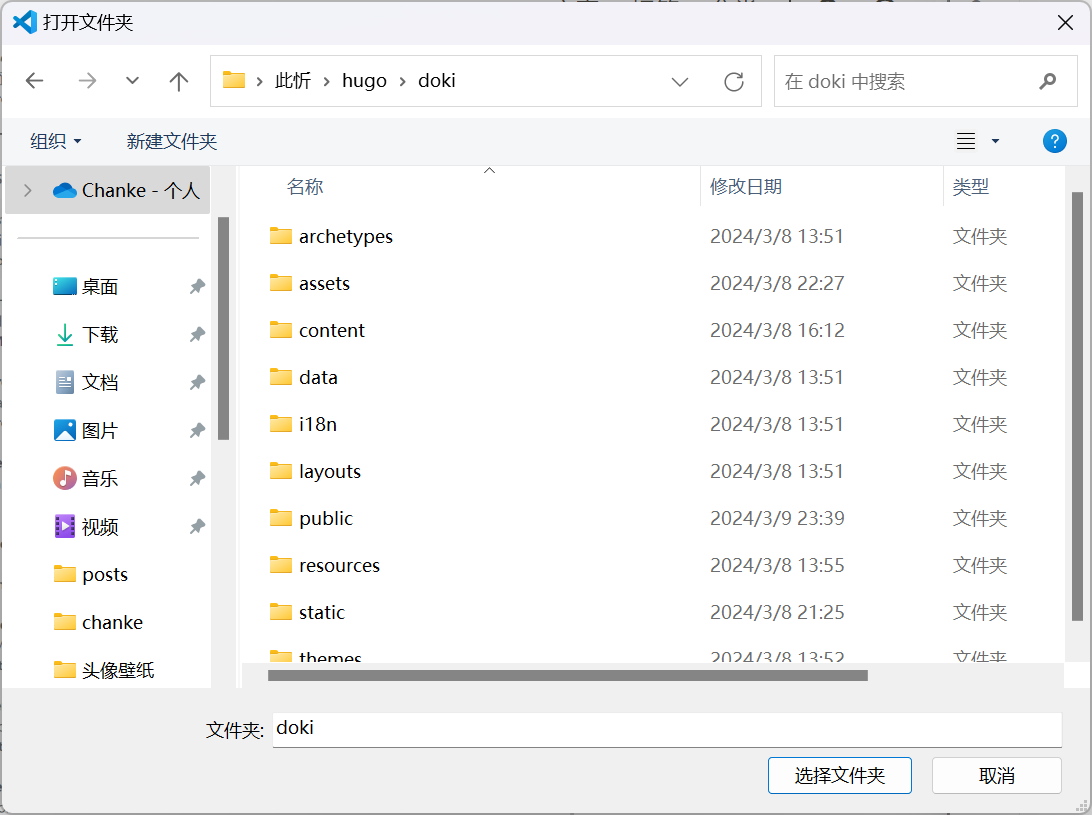 打开文件夹
此忻 > hugo > doki
在 doki 中搜索
组织
新建文件夹
?
Chanke - 个人
桌面
下载
文档
图片
音乐
视频
posts
chanke
头像壁纸
名称 修改日期 类型
archetypes 2024/3/8 13:51 文件夹
assets 2024/3/8 22:27 文件夹
content 2024/3/8 16:12 文件夹
data 2024/3/8 13:51 文件夹
i18n 2024/3/8 13:51 文件夹
layouts 2024/3/8 13:51 文件夹
public 2024/3/9 23:39 文件夹
resources 2024/3/8 13:55 文件夹
static 2024/3/8 21:25 文件夹
themes 2024/3/8 13:52 文件夹
文件夹: doki
选择文件夹
取消